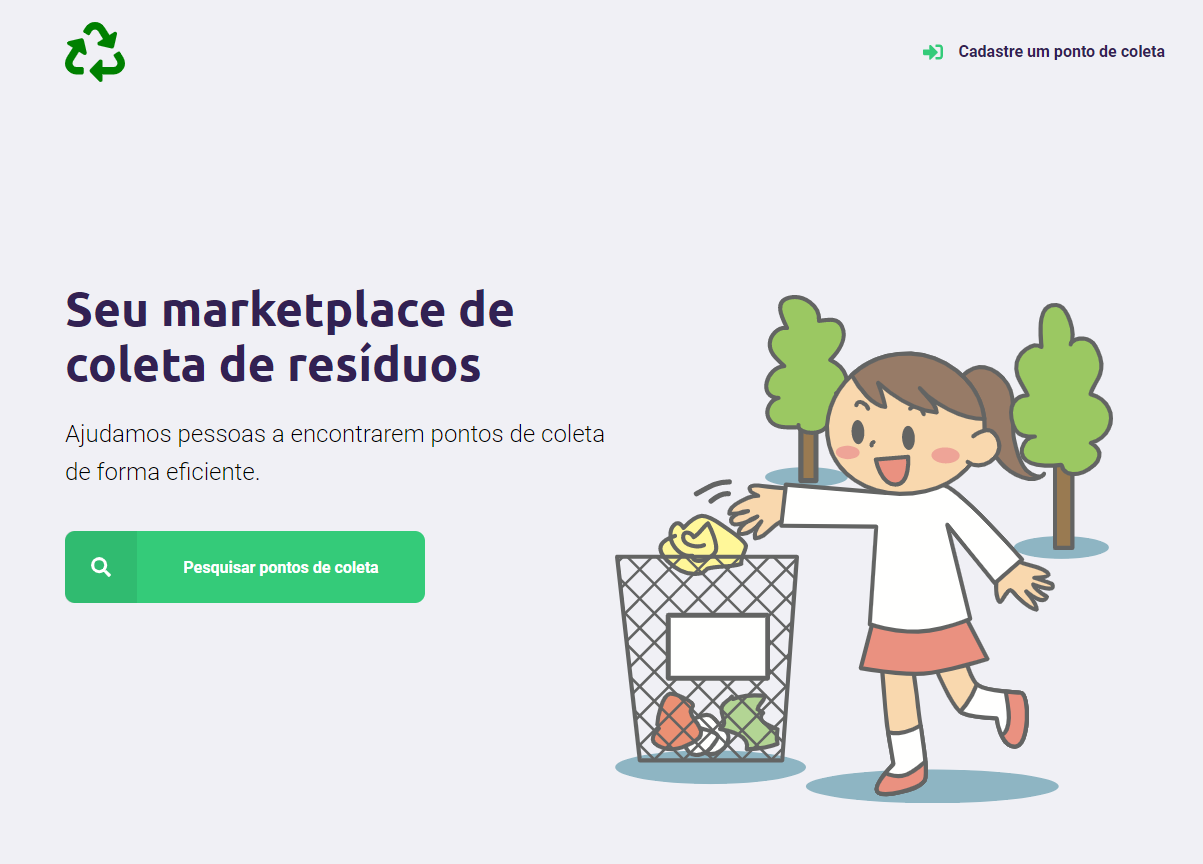 Cadastre um ponto de coleta
Seu marketplace de
coleta de resíduos
Ajudamos pessoas a encontrarem pontos de coleta
de forma eficiente.
Pesquisar pontos de coleta